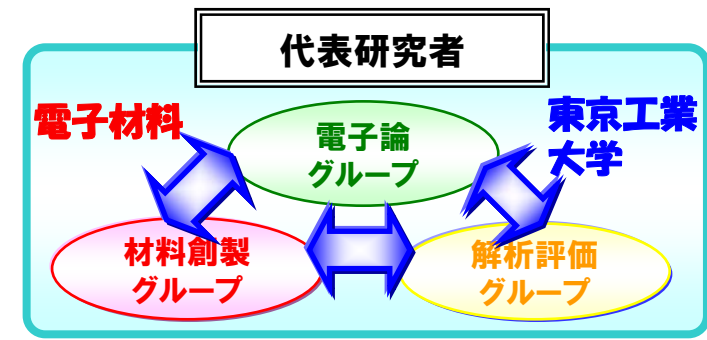 代表研究者
電子材料
東京工業
大学
電子論
グループ
材料創製
グループ
解析評価
グループ